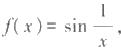 f(x) = sin 1/x,